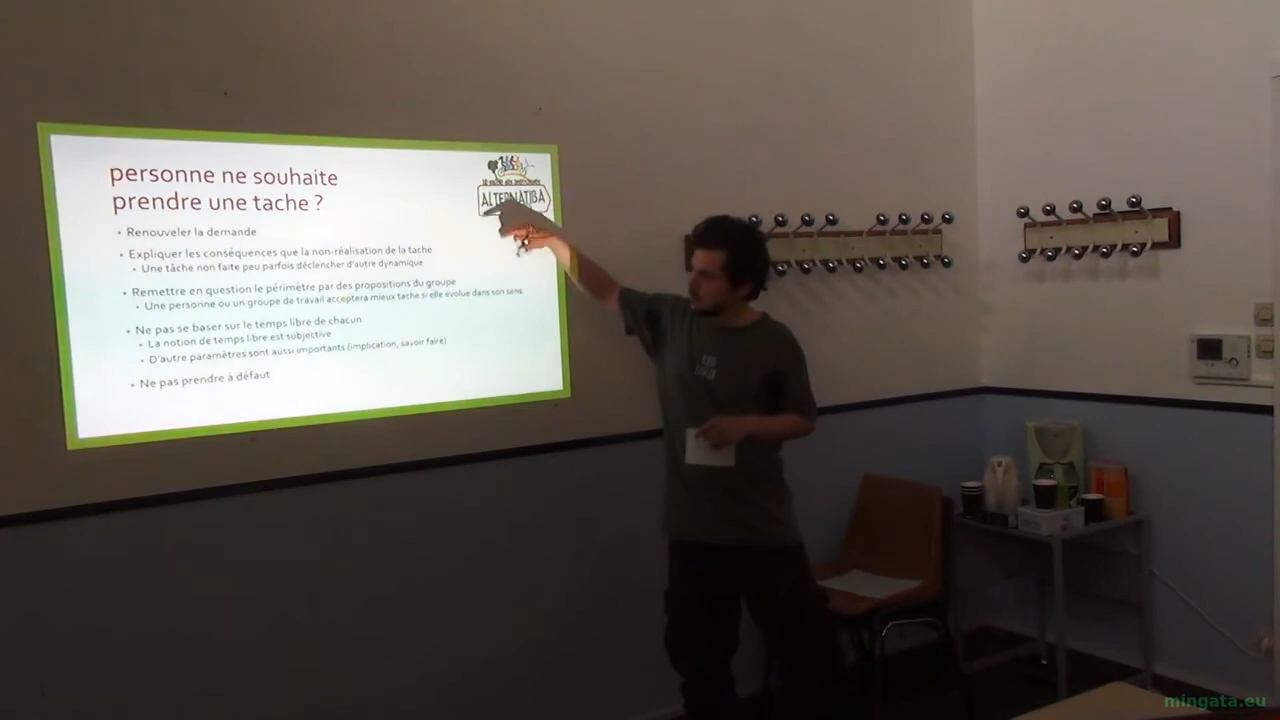 personne ne souhaite
prendre une tache ?
ALTERNATIBA
• Renouveler la demande
• Expliquer les conséquences que la non-réalisation de la tache
• Une tâche non faite peu parfois déclencher d'autre dynamique
• Remettre en question le périmètre par des propositions du groupe
• Une personne ou un groupe de travail acceptera mieux tache si elle évolue dans son sens
• Ne pas se baser sur le temps libre de chacun
• La notion de temps libre est subjective
• D'autre paramètres sont aussi importants (implication, savoir faire)
• Ne pas prendre à défaut
mingata.eu